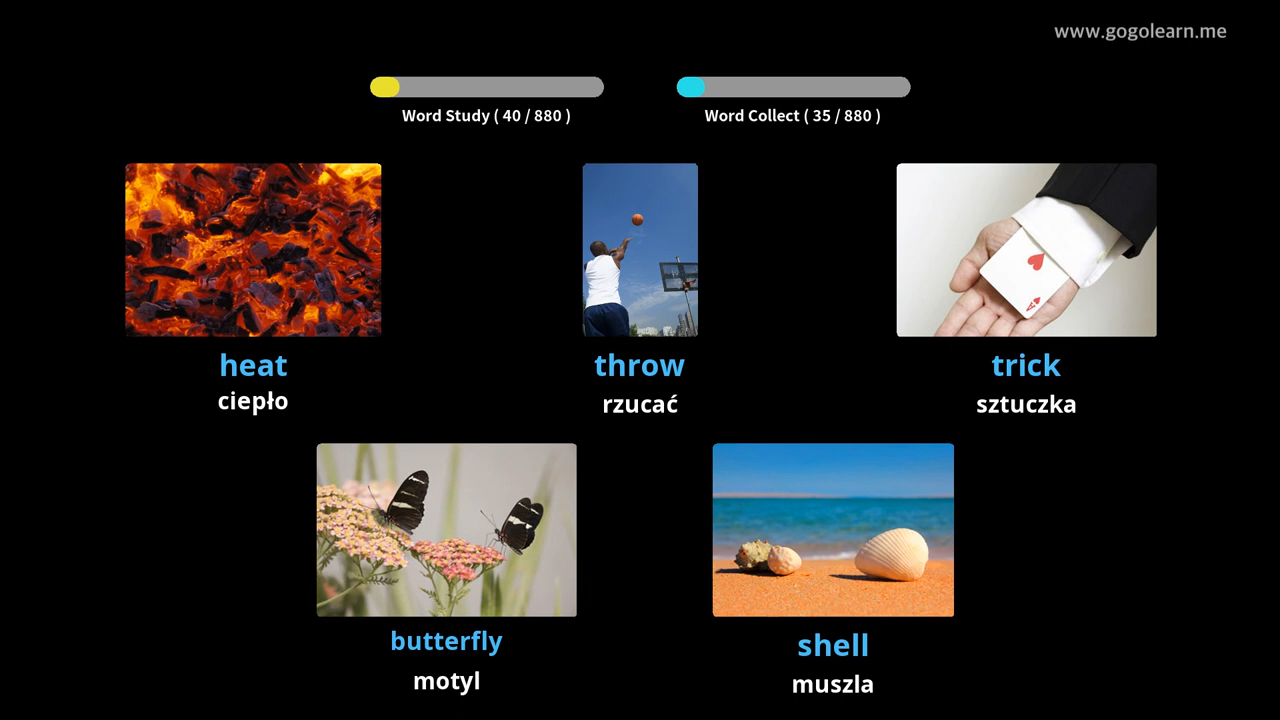 www.gogolearn.me
Word Study ( 40 / 880 )
Word Collect ( 35 / 880 )
heat
ciepło
throw
rzucać
trick
sztuczka
butterfly
motyl
shell
muszla